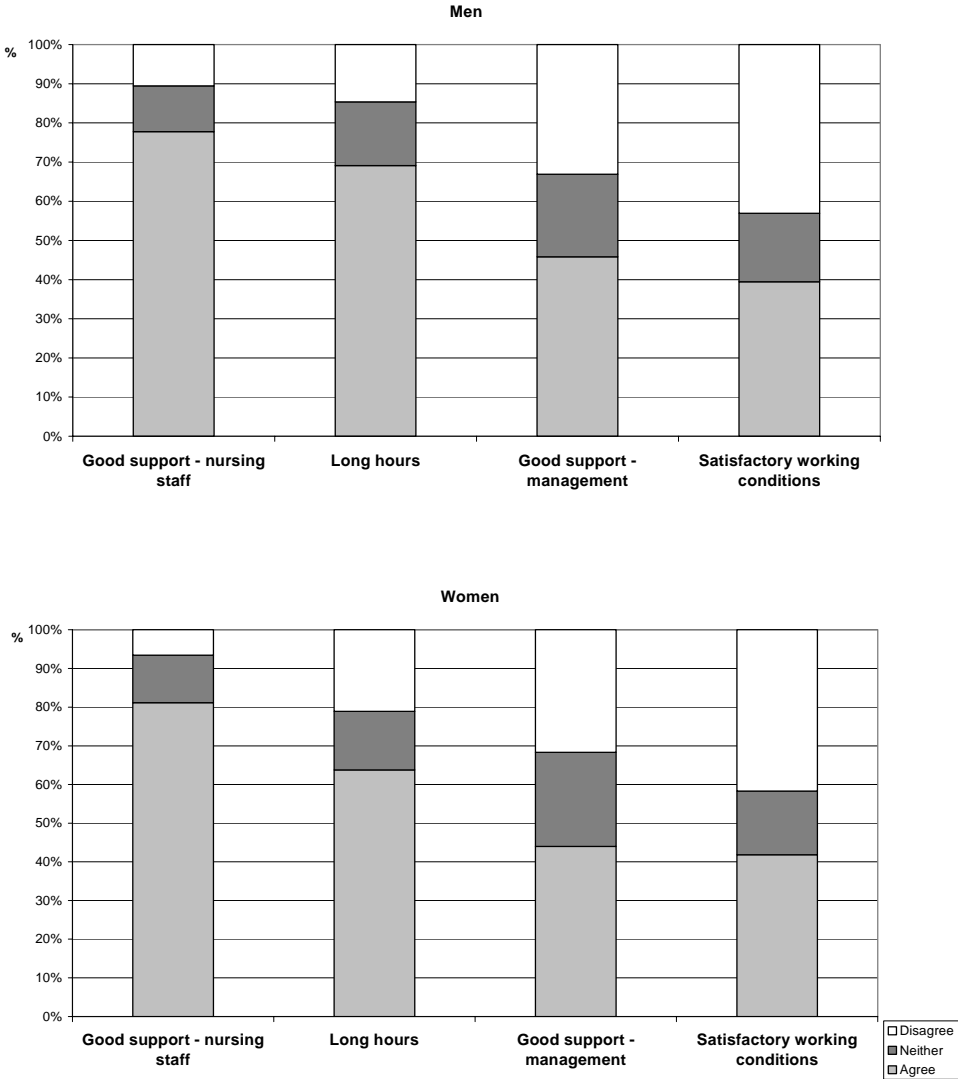 Men
%
100%
90%
80%
70%
60%
50%
40%
30%
20%
10%
0%
Good support - nursing
staff
Long hours
Good support -
management
Satisfactory working
conditions
Women
%
100%
90%
80%
70%
60%
50%
40%
30%
20%
10%
0%
Good support - nursing
staff
Long hours
Good support -
management
Satisfactory working
conditions
Disagree
Neither
Agree